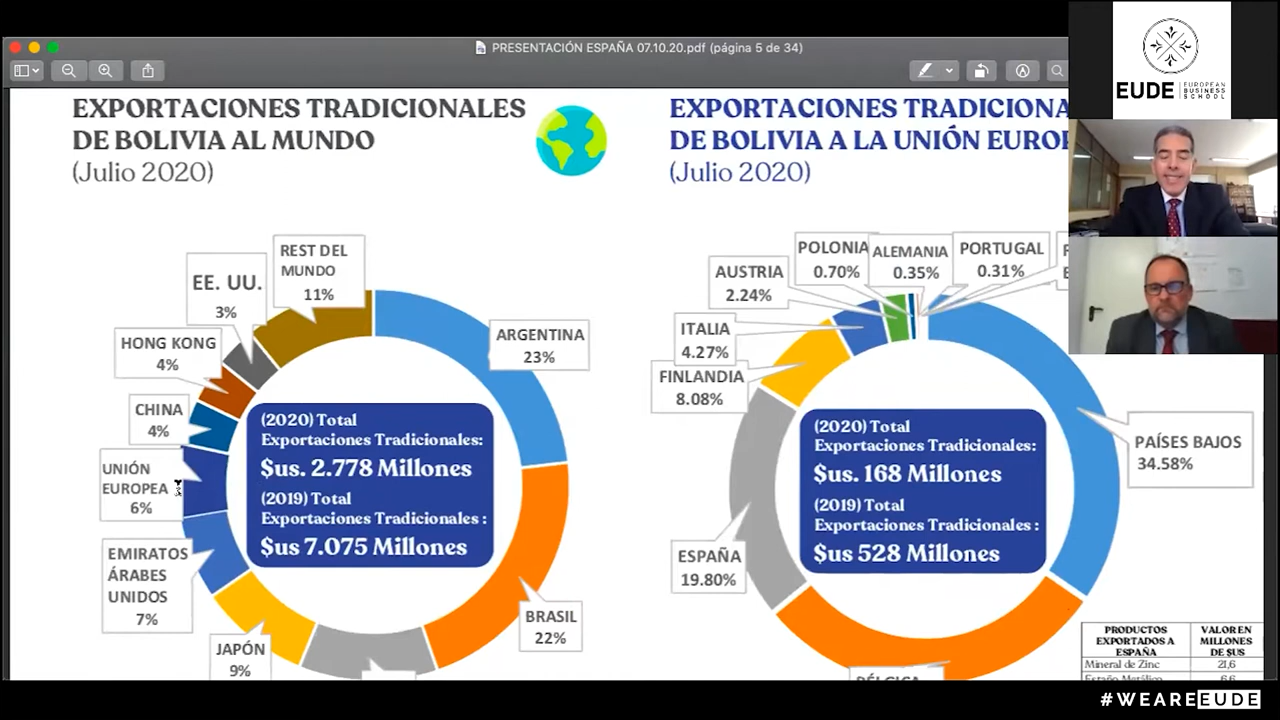 PRESENTACIÓN ESPAÑA 07.10.20.pdf (página 5 de 34)
EUDE
EUROPEAN
BUSINESS
SCHOOL
EXPORTACIONES TRADICIONALES
DE BOLIVIA AL MUNDO
(Julio 2020)
REST DEL
MUNDO
11%
EE. UU.
3%
HONG KONG
4%
CHINA
4%
UNIÓN
EUROPEA
6%
EMIRATOS
ÁRABES
UNIDOS
7%
JAPÓN
9%
BRASIL
22%
ARGENTINA
23%
(2020) Total
Exportaciones Tradicionales:
$us. 2.778 Millones
(2019) Total
Exportaciones Tradicionales :
$us 7.075 Millones
EXPORTACIONES TRADICIONA
DE BOLIVIA A LA UNIÓN EUROP
(Julio 2020)
POLONIA
0.70%
ALEMANIA
0.35%
PORTUGAL
0.31%
AUSTRIA
2.24%
ITALIA
4.27%
FINLANDIA
8.08%
ESPAÑA
19.80%
BÉLGICA
PAÍSES BAJOS
34.58%
(2020) Total
Exportaciones Tradicionales:
$us. 168 Millones
(2019) Total
Exportaciones Tradicionales :
$us 528 Millones
PRODUCTOS
EXPORTADOS A
ESPAÑA
VALOR EN
MILLONES
DE $US
Mineral de Zinc
21,6
Estaño Metálico
6,6
#WEAREEUDE